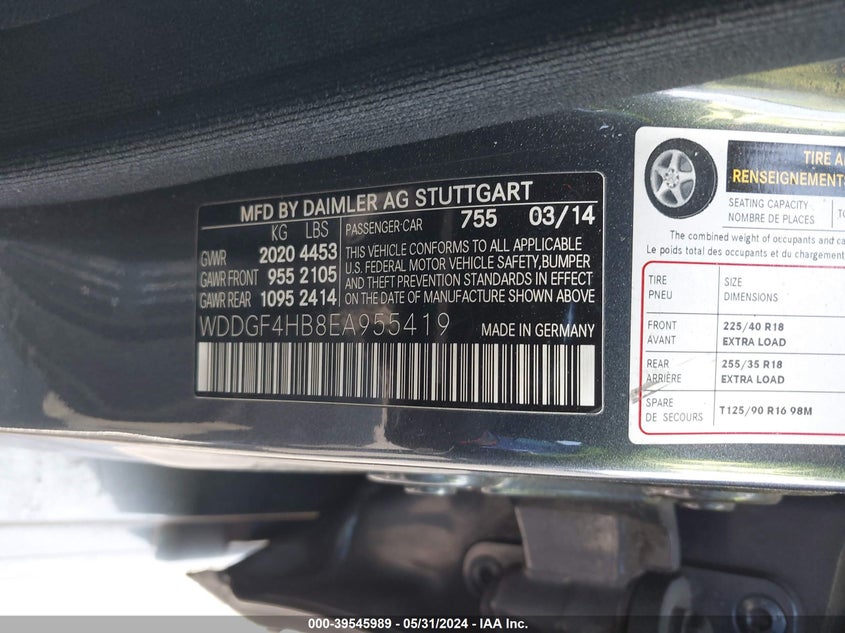 MFD BY DAIMLER AG STUTTGART
KG LBS PASSENGER CAR 755 03/14
GVWR 2020 4453
GAWR FRONT 955 2105
GAWR REAR 1095 2414
THIS VEHICLE CONFORMS TO ALL APPLICABLE
U.S. FEDERAL MOTOR VEHICLE SAFETY,BUMPER
AND THEFT PREVENTION STANDARDS IN EFFECT
ON THE DATE OF MANUFACTURE SHOWN ABOVE
WDDGF4HB8EA955419 MADE IN GERMANY
TIRE
RENSEIGNEMENTS
SEATING CAPACITY
NOMBRE DE PLACES
The combined weight of occupants and
Le poids total des occupants et du chargement
TIRE SIZE
PNEU DIMENSIONS
FRONT 225/40 R18
AVANT EXTRA LOAD
REAR 255/35 R18
ARRIÈRE EXTRA LOAD
SPARE
DE SECOURS T125/90 R16 98M
000-39545989 - 05/31/2024 - IAA Inc.